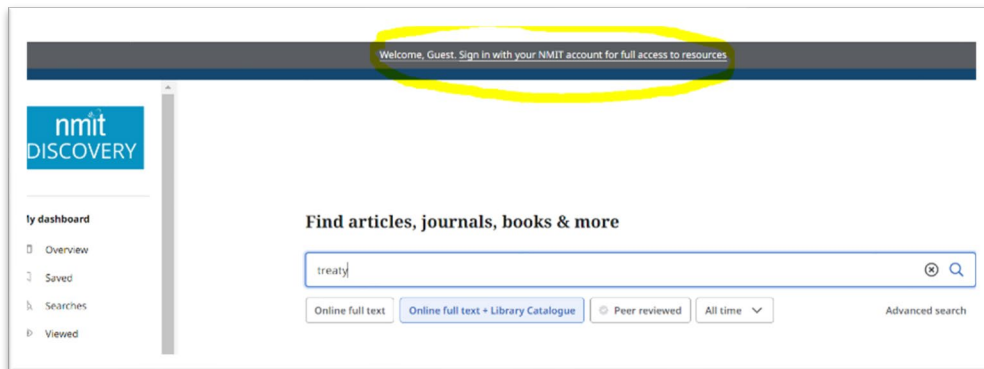 Welcome, Guest. Sign in with your NMIT account for full access to resources
nmit
DISCOVERY
ly dashboard
Overview
Saved
Searches
Viewed
Find articles, journals, books & more
treaty
Online full text
Online full text + Library Catalogue
Peer reviewed
All time
Advanced search